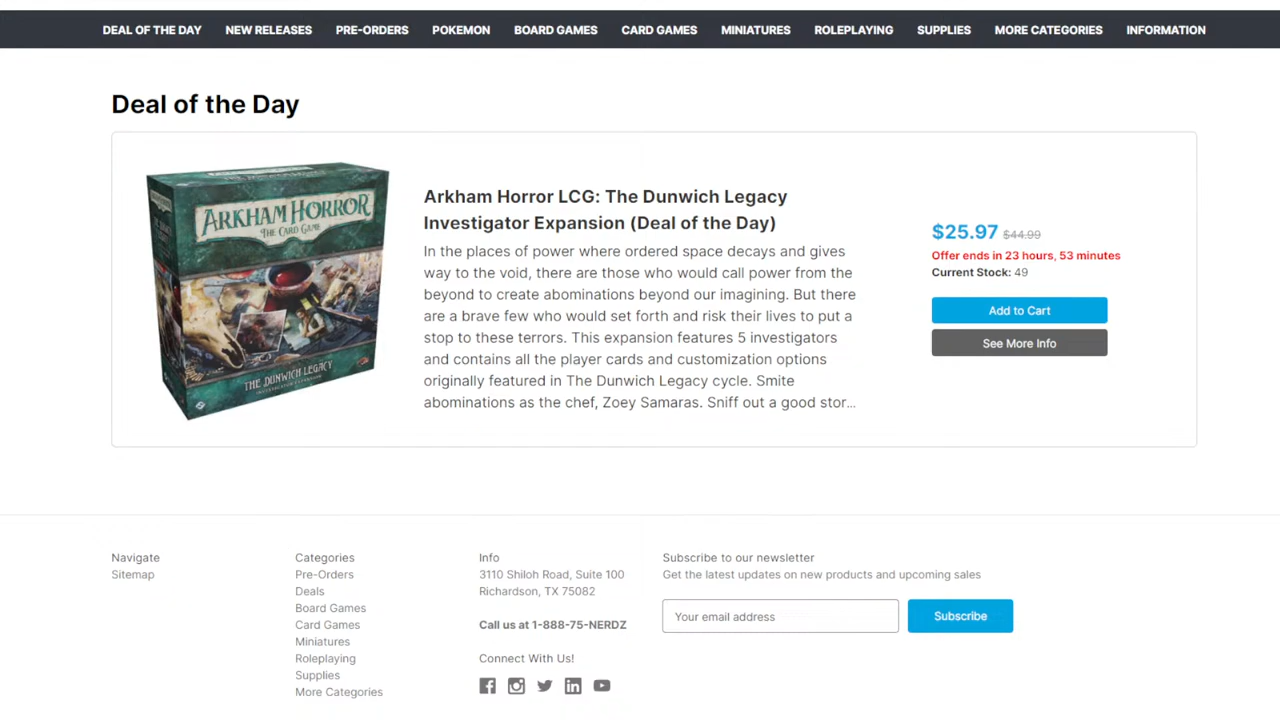 DEAL OF THE DAY NEW RELEASES PRE-ORDERS POKEMON BOARD GAMES CARD GAMES MINIATURES ROLEPLAYING SUPPLIES MORE CATEGORIES INFORMATION
Deal of the Day
ARKHAM HORROR
THE CARD GAME
THE DUNWICH LEGACY
INVESTIGATOR EXPANSION
Arkham Horror LCG: The Dunwich Legacy
Investigator Expansion (Deal of the Day)
In the places of power where ordered space decays and gives
way to the void, there are those who would call power from the
beyond to create abominations beyond our imagining. But there
are a brave few who would set forth and risk their lives to put a
stop to these terrors. This expansion features 5 investigators
and contains all the player cards and customization options
originally featured in The Dunwich Legacy cycle. Smite
abominations as the chef, Zoey Samaras. Sniff out a good stor...
$25.97 $44.99
Offer ends in 23 hours, 53 minutes
Current Stock: 49
Add to Cart
See More Info
Navigate
Sitemap
Categories
Pre-Orders
Deals
Board Games
Card Games
Miniatures
Roleplaying
Supplies
More Categories
Info
3110 Shiloh Road, Suite 100
Richardson, TX 75082
Call us at 1-888-75-NERDZ
Connect With Us!
Subscribe to our newsletter
Get the latest updates on new products and upcoming sales
Your email address
Subscribe